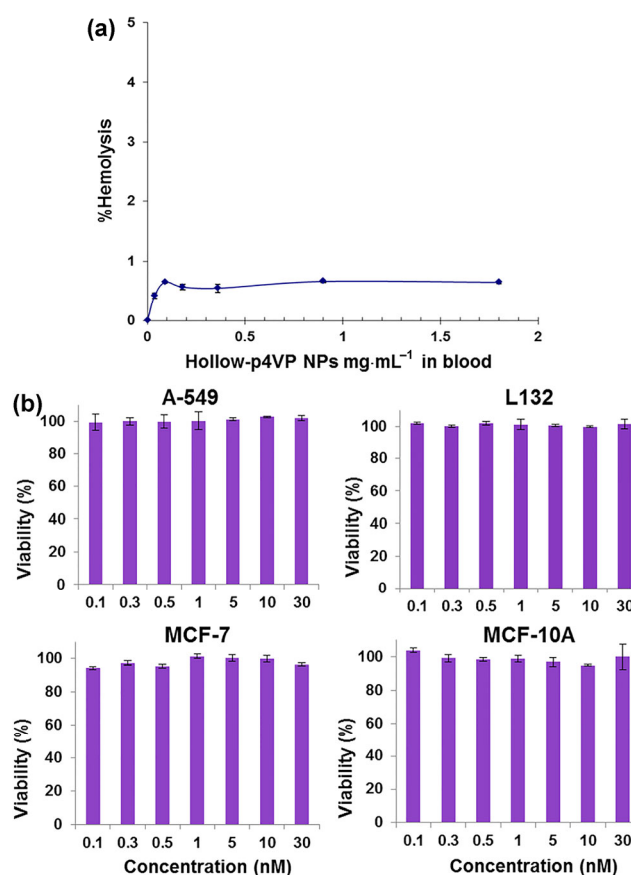 (a)
5
4
3
2
1
0
%Hemolysis
0 0.5 1 1.5 2
Hollow-p4VP NPs mg·mL⁻¹ in blood
(b)
A-549
100
80
60
40
20
0
Viability (%)
0.1 0.3 0.5 1 5 10 30
L132
100
80
60
40
20
0
Viability (%)
0.1 0.3 0.5 1 5 10 30
MCF-7
100
80
60
40
20
0
Viability (%)
0.1 0.3 0.5 1 5 10 30
Concentration (nM)
MCF-10A
100
80
60
40
20
0
Viability (%)
0.1 0.3 0.5 1 5 10 30
Concentration (nM)